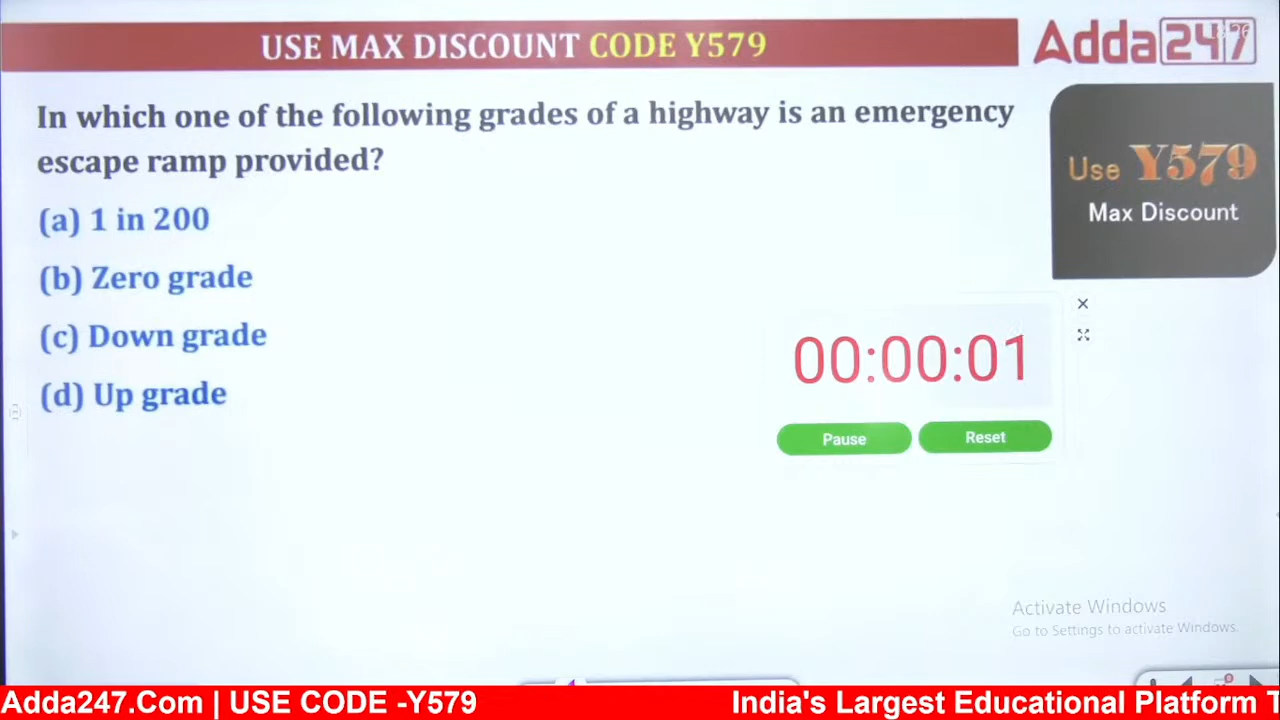 USE MAX DISCOUNT CODE Y579
Adda247
In which one of the following grades of a highway is an emergency
escape ramp provided?
Use Y579
Max Discount
(a) 1 in 200
(b) Zero grade
(c) Down grade
(d) Up grade
00:00:01
Pause
Reset
Activate Windows
Go to Settings to activate Windows.
Adda247.Com | USE CODE -Y579
India's Largest Educational Platform T